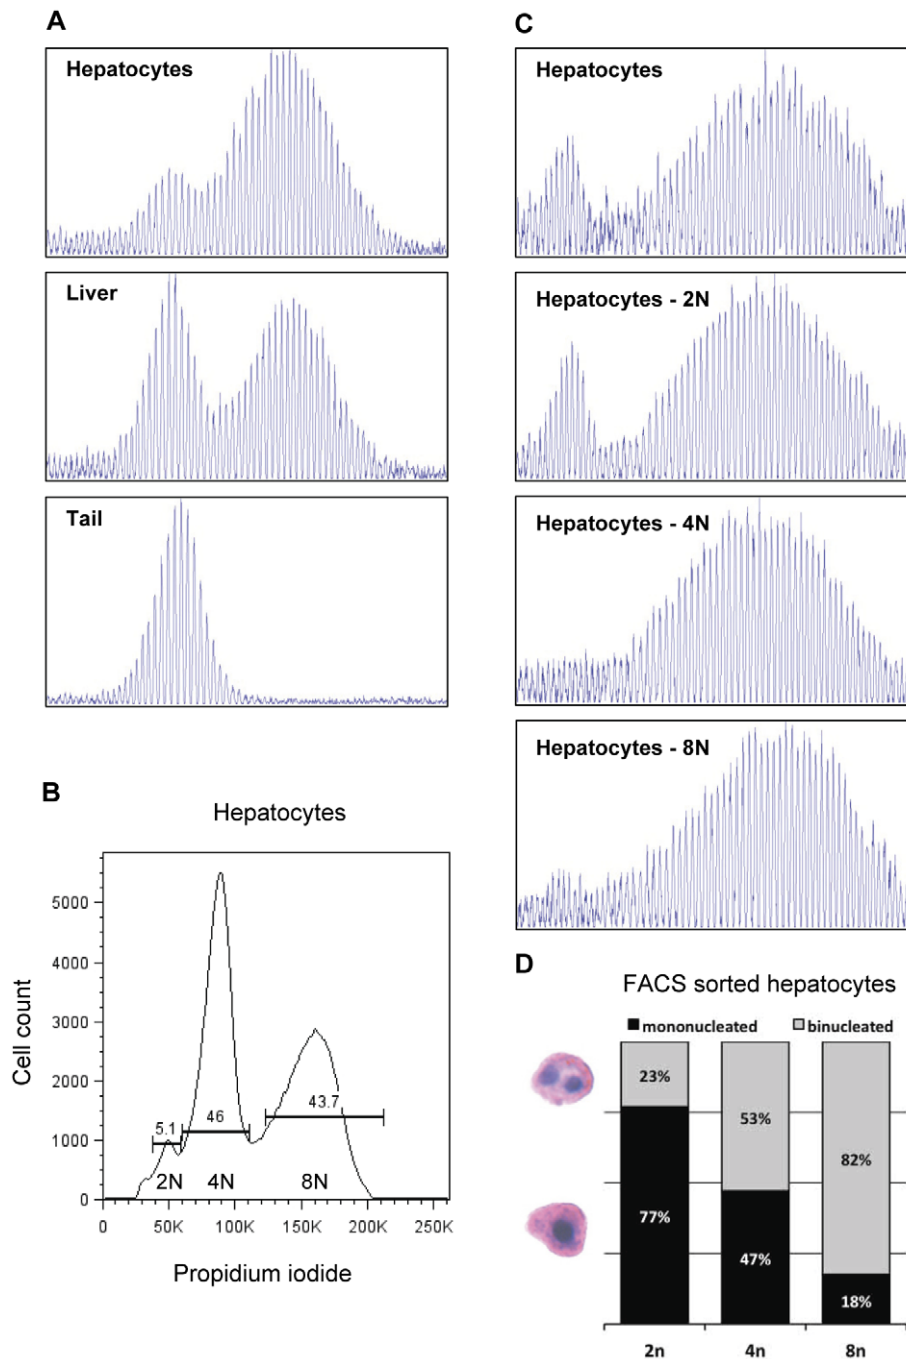 A
Hepatocytes
Liver
Tail
B
Hepatocytes
Cell count
5000
4000
3000
2000
1000
0
5.1
46
43.7
2N
4N
8N
0 50K 100K 150K 200K 250K
Propidium iodide
C
Hepatocytes
Hepatocytes - 2N
Hepatocytes - 4N
Hepatocytes - 8N
D
FACS sorted hepatocytes
mononucleated binucleated
23%
53%
82%
77%
47%
18%
2n 4n 8n